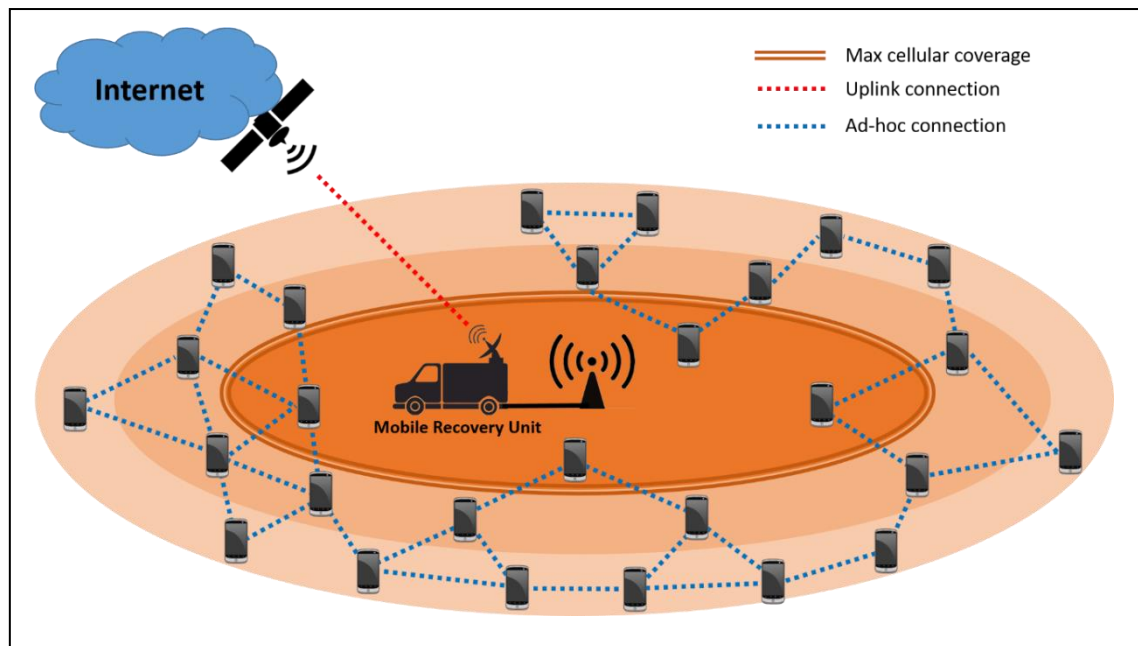 Internet
Max cellular coverage
Uplink connection
Ad-hoc connection
Mobile Recovery Unit